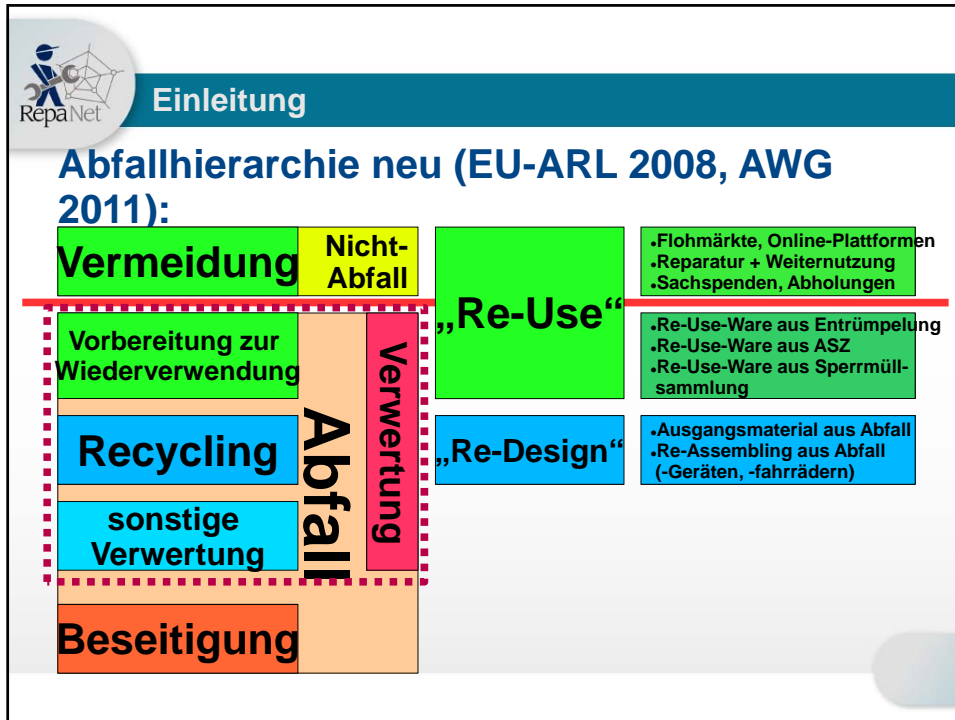 RepaNet
Einleitung
Abfallhierarchie neu (EU-ARL 2008, AWG
2011):
Vermeidung
Nicht-
Abfall
Vorbereitung zur
Wiederverwendung
Recycling
sonstige
Verwertung
Beseitigung
Abfall
Verwertung
„Re-Use“
„Re-Design“
•Flohmärkte, Online-Plattformen
•Reparatur + Weiternutzung
•Sachspenden, Abholungen
•Re-Use-Ware aus Entrümpelung
•Re-Use-Ware aus ASZ
•Re-Use-Ware aus Sperrmüll-
sammlung
•Ausgangsmaterial aus Abfall
•Re-Assembling aus Abfall
(-Geräten, -fahrrädern)